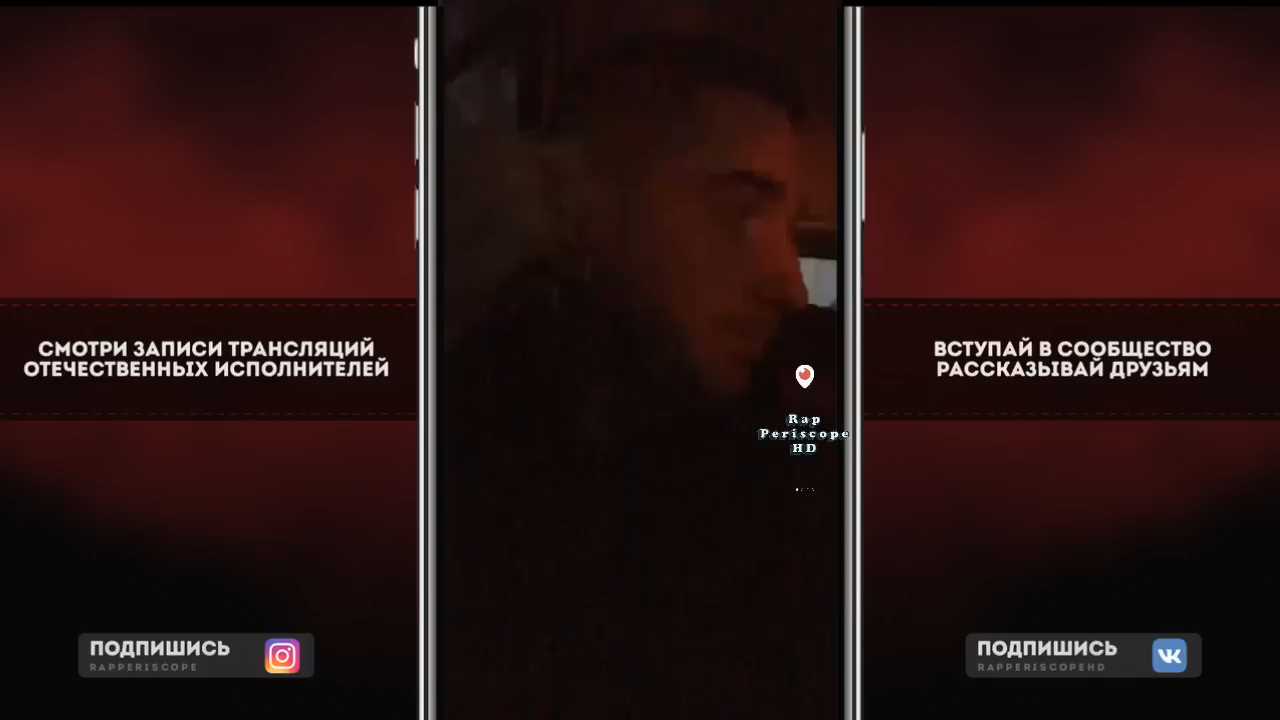 СМОТРИ ЗАПИСИ ТРАНСЛЯЦИЙ
ОТЕЧЕСТВЕННЫХ ИСПОЛНИТЕЛЕЙ
ВСТУПАЙ В СООБЩЕСТВО
РАССКАЗЫВАЙ ДРУЗЬЯМ
Rap
Periscope
HD
ПОДПИШИСЬ
RAPPERISCOPE
ПОДПИШИСЬ
RAPPERISCOPEHD